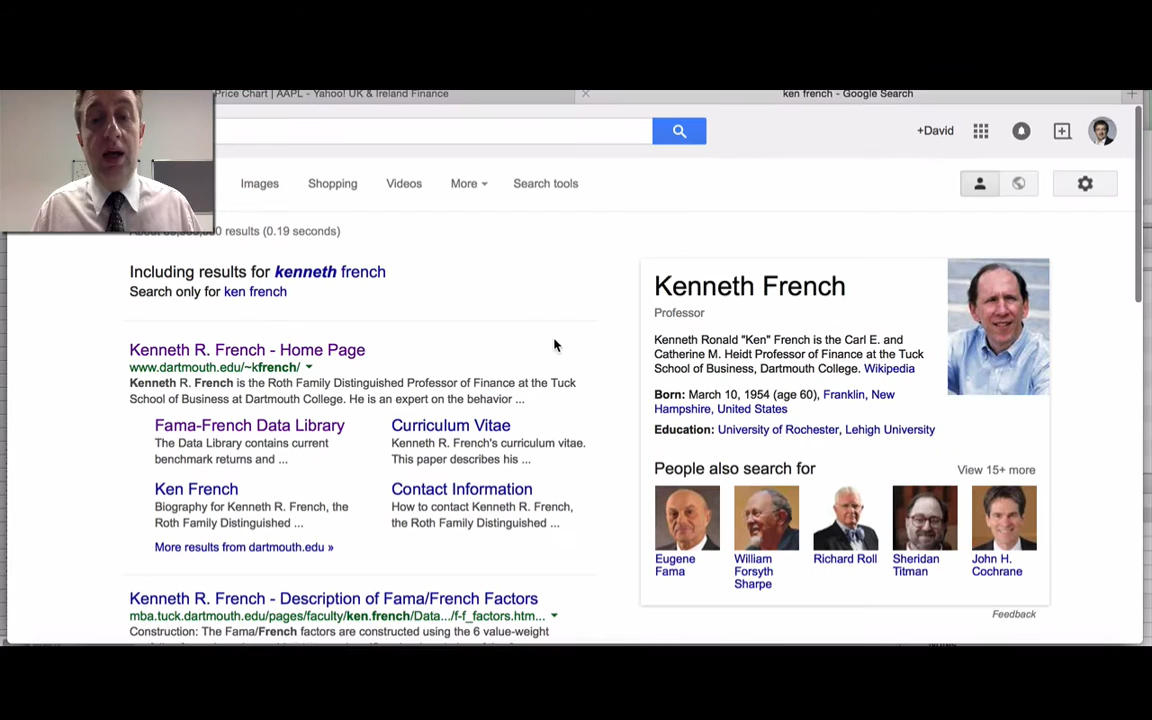 Price Chart | AAPL - Yahoo! UK & Ireland Finance
ken french - Google Search
+David
Images
Shopping
Videos
More
Search tools
results (0.19 seconds)
Including results for kenneth french
Search only for ken french
Kenneth R. French - Home Page
www.dartmouth.edu/~kfrench/
Kenneth R. French is the Roth Family Distinguished Professor of Finance at the Tuck
School of Business at Dartmouth College. He is an expert on the behavior ...
Fama-French Data Library
The Data Library contains current
benchmark returns and ...
Curriculum Vitae
Kenneth R. French's curriculum vitae.
This paper describes his ...
Ken French
Biography for Kenneth R. French, the
Roth Family Distinguished ...
Contact Information
How to contact Kenneth R. French,
the Roth Family Distinguished ...
More results from dartmouth.edu »
Kenneth R. French - Description of Fama/French Factors
mba.tuck.dartmouth.edu/pages/faculty/ken.french/Data.../f-f_factors.htm...
Construction: The Fama/French factors are constructed using the 6 value-weight
Kenneth French
Professor
Kenneth Ronald "Ken" French is the Carl E. and
Catherine M. Heidt Professor of Finance at the Tuck
School of Business, Dartmouth College. Wikipedia
Born: March 10, 1954 (age 60), Franklin, New
Hampshire, United States
Education: University of Rochester, Lehigh University
People also search for
View 15+ more
Eugene
Fama
William
Forsyth
Sharpe
Richard Roll
Sheridan
Titman
John H.
Cochrane
Feedback